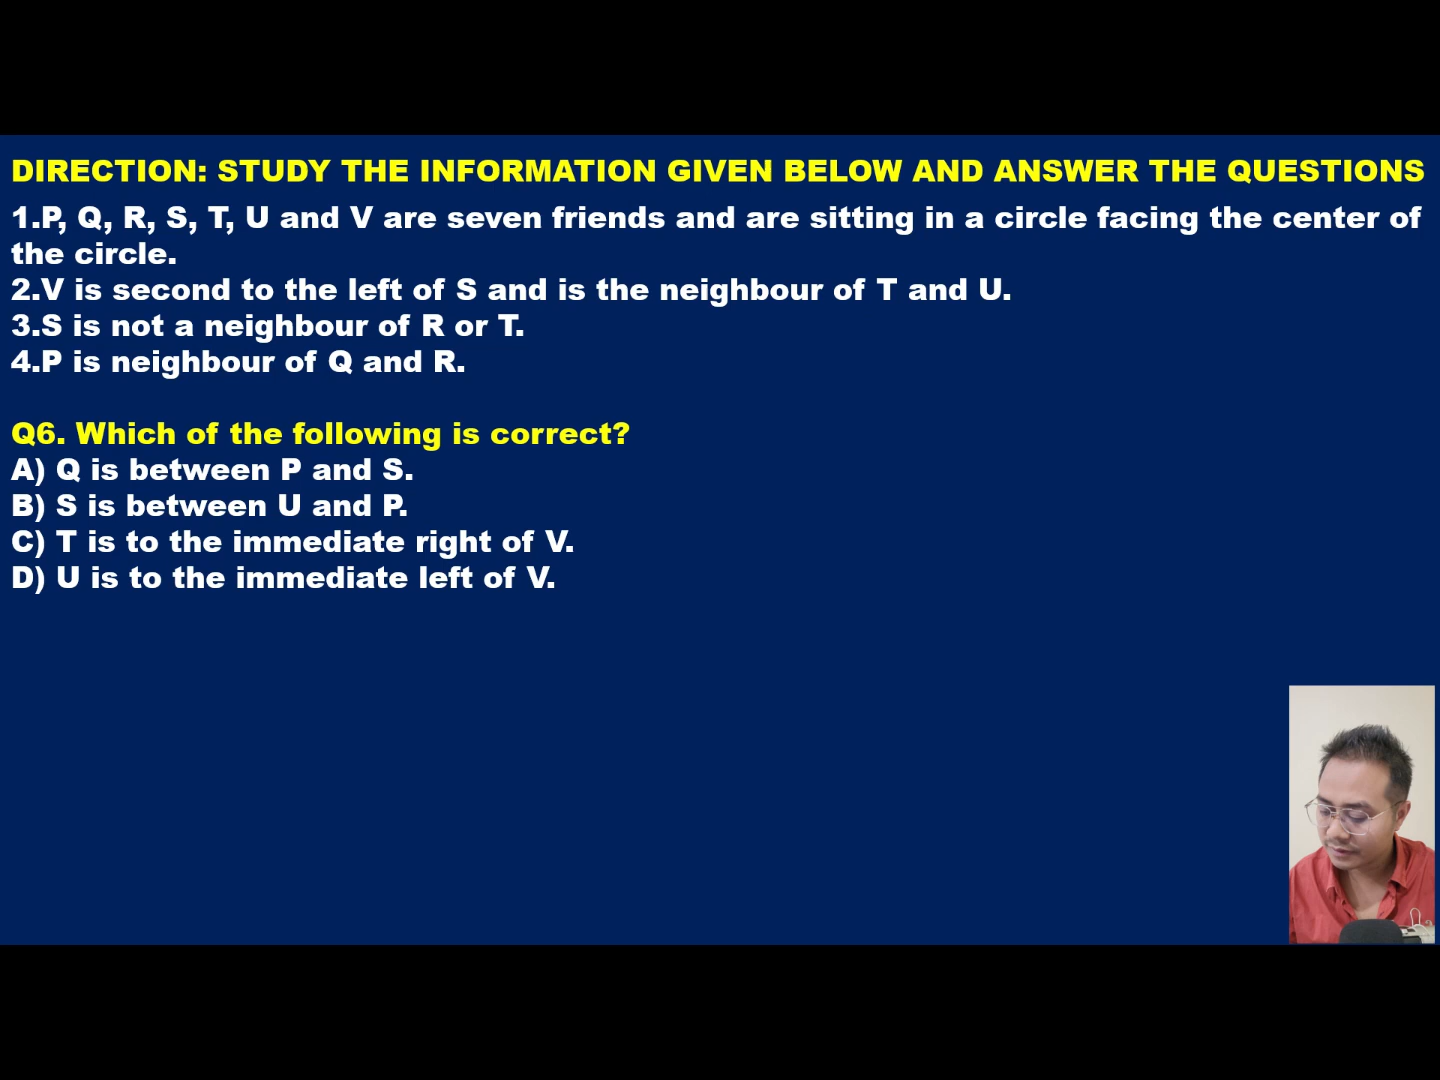 DIRECTION: STUDY THE INFORMATION GIVEN BELOW AND ANSWER THE QUESTIONS
1.P, Q, R, S, T, U and V are seven friends and are sitting in a circle facing the center of
the circle.
2.V is second to the left of S and is the neighbour of T and U.
3.S is not a neighbour of R or T.
4.P is neighbour of Q and R.
Q6. Which of the following is correct?
A) Q is between P and S.
B) S is between U and P.
C) T is to the immediate right of V.
D) U is to the immediate left of V.